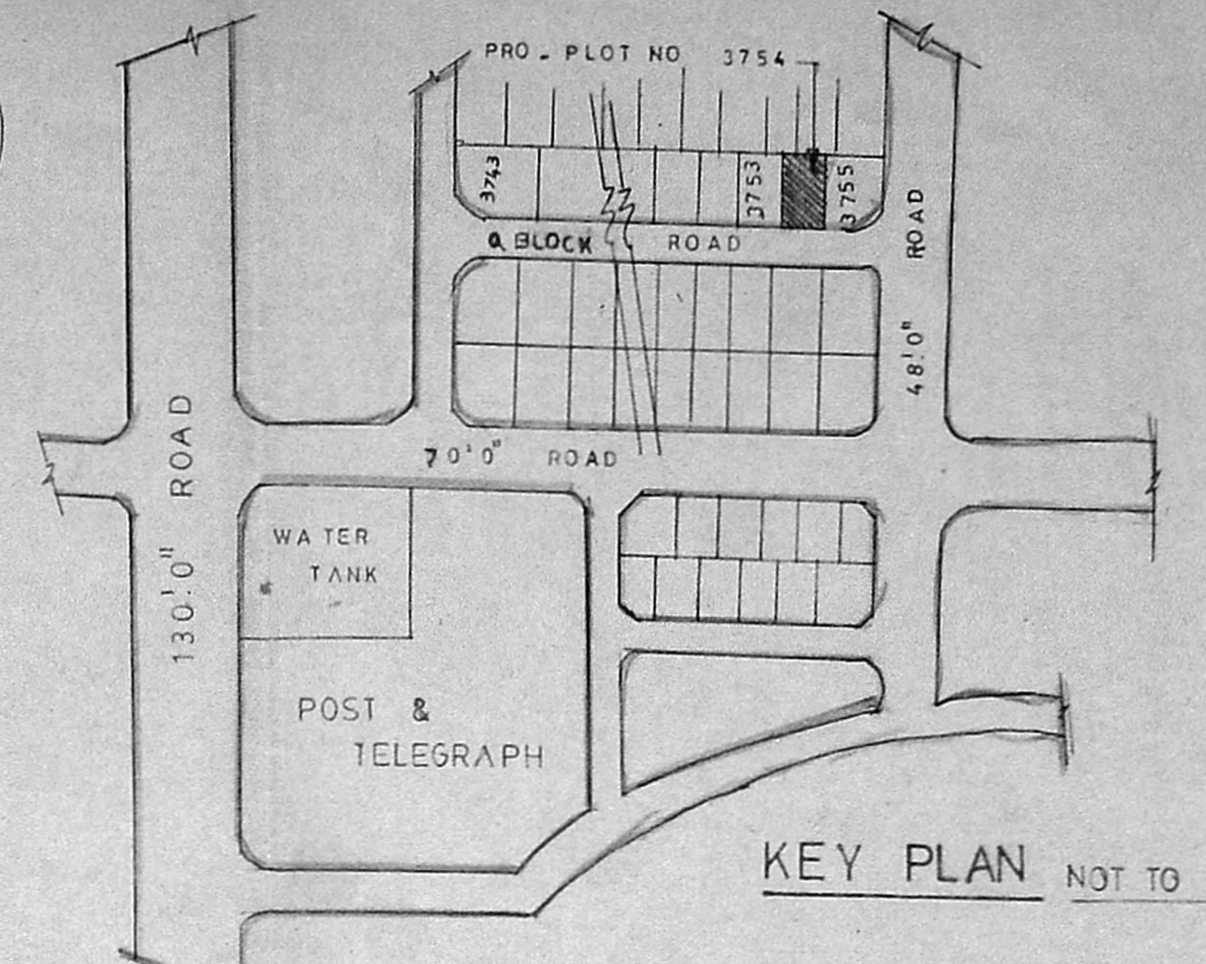 PRO - PLOT NO 3754
3743
3753
3755
Q BLOCK ROAD
ROAD
48'.0"
70'0" ROAD
130'.0" ROAD
WATER
TANK
POST &
TELEGRAPH
KEY PLAN NOT TO